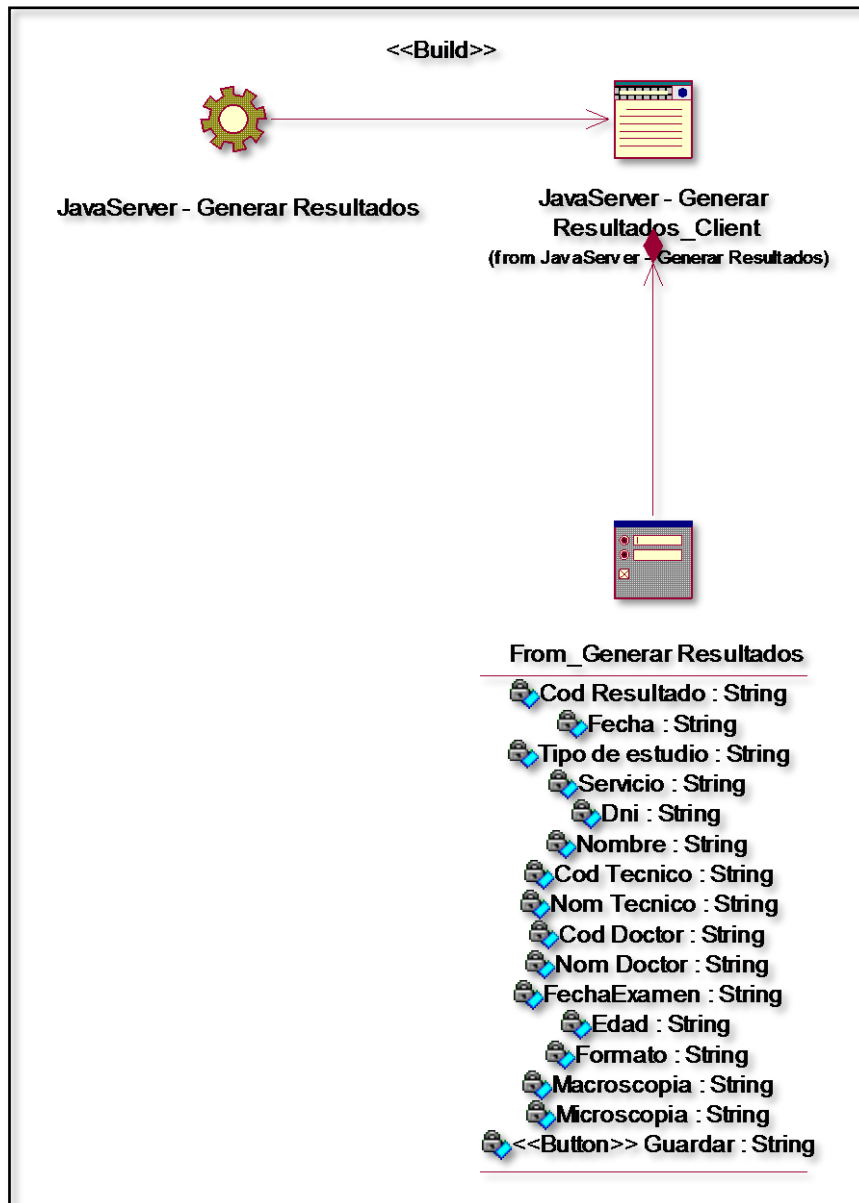 <<Build>>
JavaServer - Generar Resultados
JavaServer - Generar
Resultados_Client
(from JavaServer - Generar Resultados)
From_Generar Resultados
Cod Resultado : String
Fecha : String
Tipo de estudio : String
Servicio : String
Dni : String
Nombre : String
Cod Tecnico : String
Nom Tecnico : String
Cod Doctor : String
Nom Doctor : String
FechaExamen : String
Edad : String
Formato : String
Macroscopia : String
Microscopia : String
<<Button>> Guardar : String